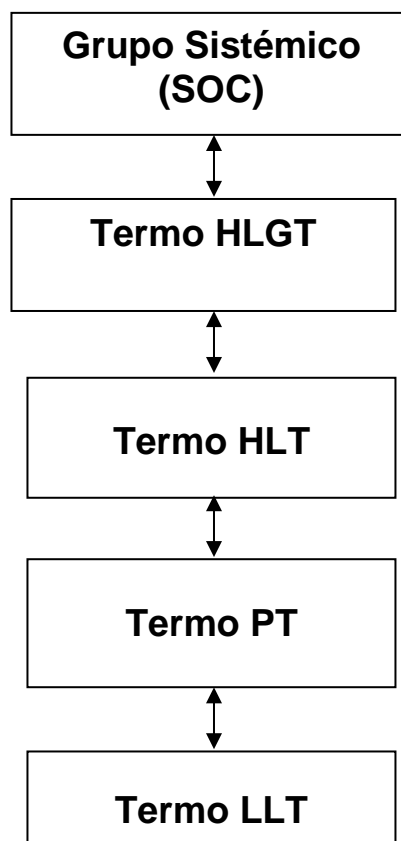 Grupo Sistémico
(SOC)
Termo HLGT
Termo HLT
Termo PT
Termo LLT